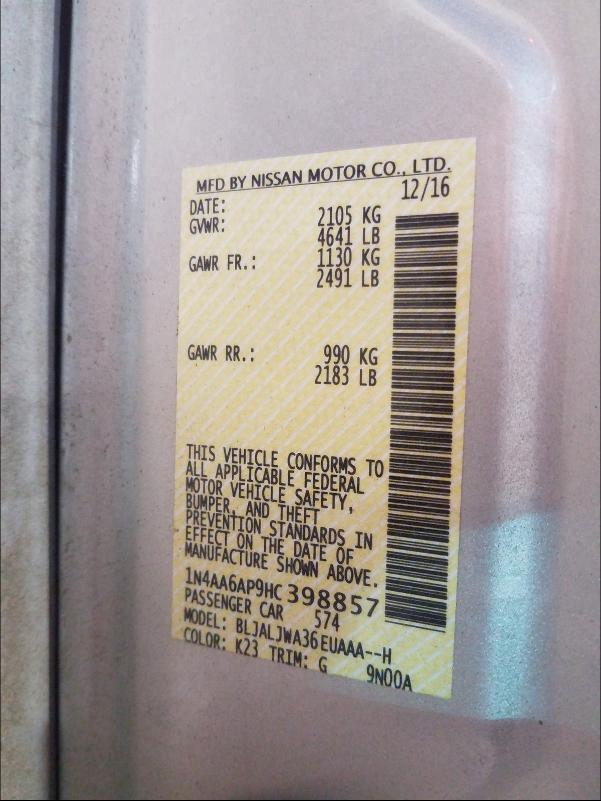 MFD BY NISSAN MOTOR CO., LTD.
DATE: 12/16
GVWR: 2105 KG
4641 LB
GAWR FR.: 1130 KG
2491 LB
GAWR RR.: 990 KG
2183 LB
THIS VEHICLE CONFORMS TO
ALL APPLICABLE FEDERAL
MOTOR VEHICLE SAFETY,
BUMPER, AND THEFT
PREVENTION STANDARDS IN
EFFECT ON THE DATE OF
MANUFACTURE SHOWN ABOVE.
1N4AA6AP9HC398857
PASSENGER CAR 574
MODEL: BLJALJWA36EUAAA--H
COLOR: K23 TRIM: G 9N00A